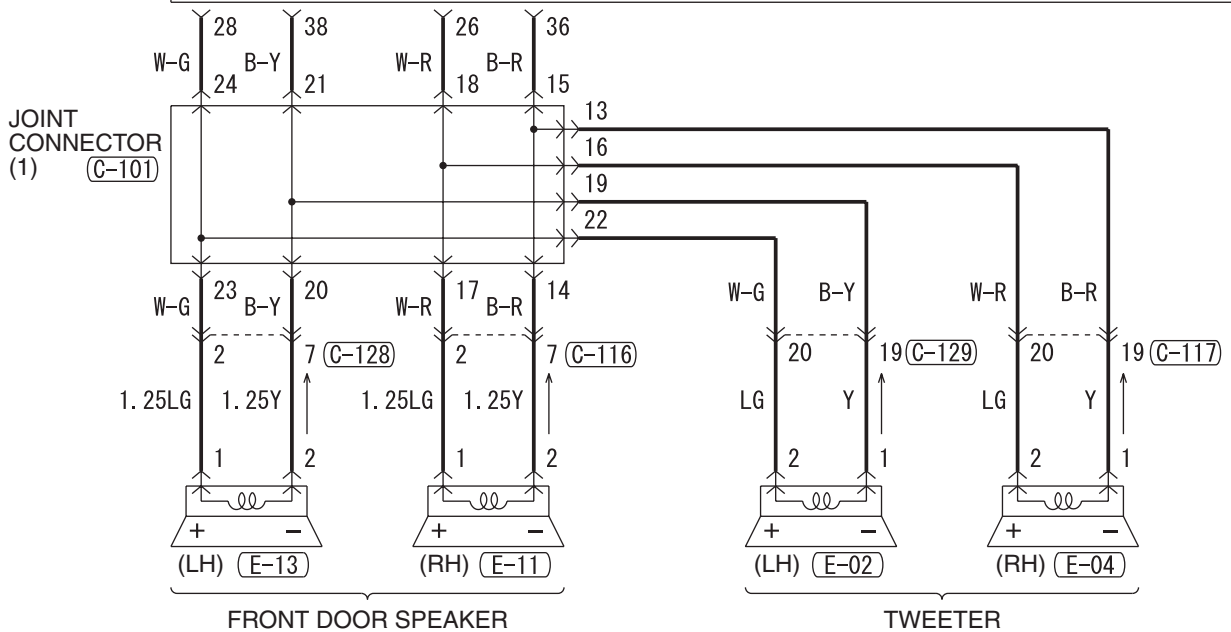 28 38 26 36
W-G B-Y W-R B-R
24 21 18 15
13
JOINT
CONNECTOR
(1) C-101
16
19
22
23 20 17 14
W-G B-Y W-R B-R W-G B-Y W-R B-R
2 7 C-128 2 7 C-116 20 19 C-129 20 19 C-117
1.25LG 1.25Y 1.25LG 1.25Y LG Y LG Y
1 2 1 2 2 1 2 1
+ − + − + − + −
(LH) E-13 (RH) E-11 (LH) E-02 (RH) E-04
FRONT DOOR SPEAKER TWEETER